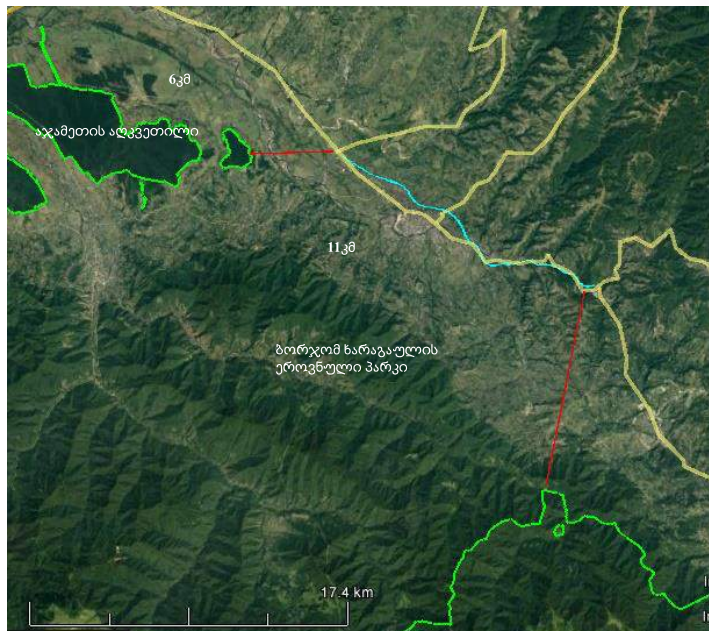 6კმ
აჯამეთის აღკვეთილი
11კმ
ბორჯომ ხარაგაულის
ეროვნული პარკი
17.4 km